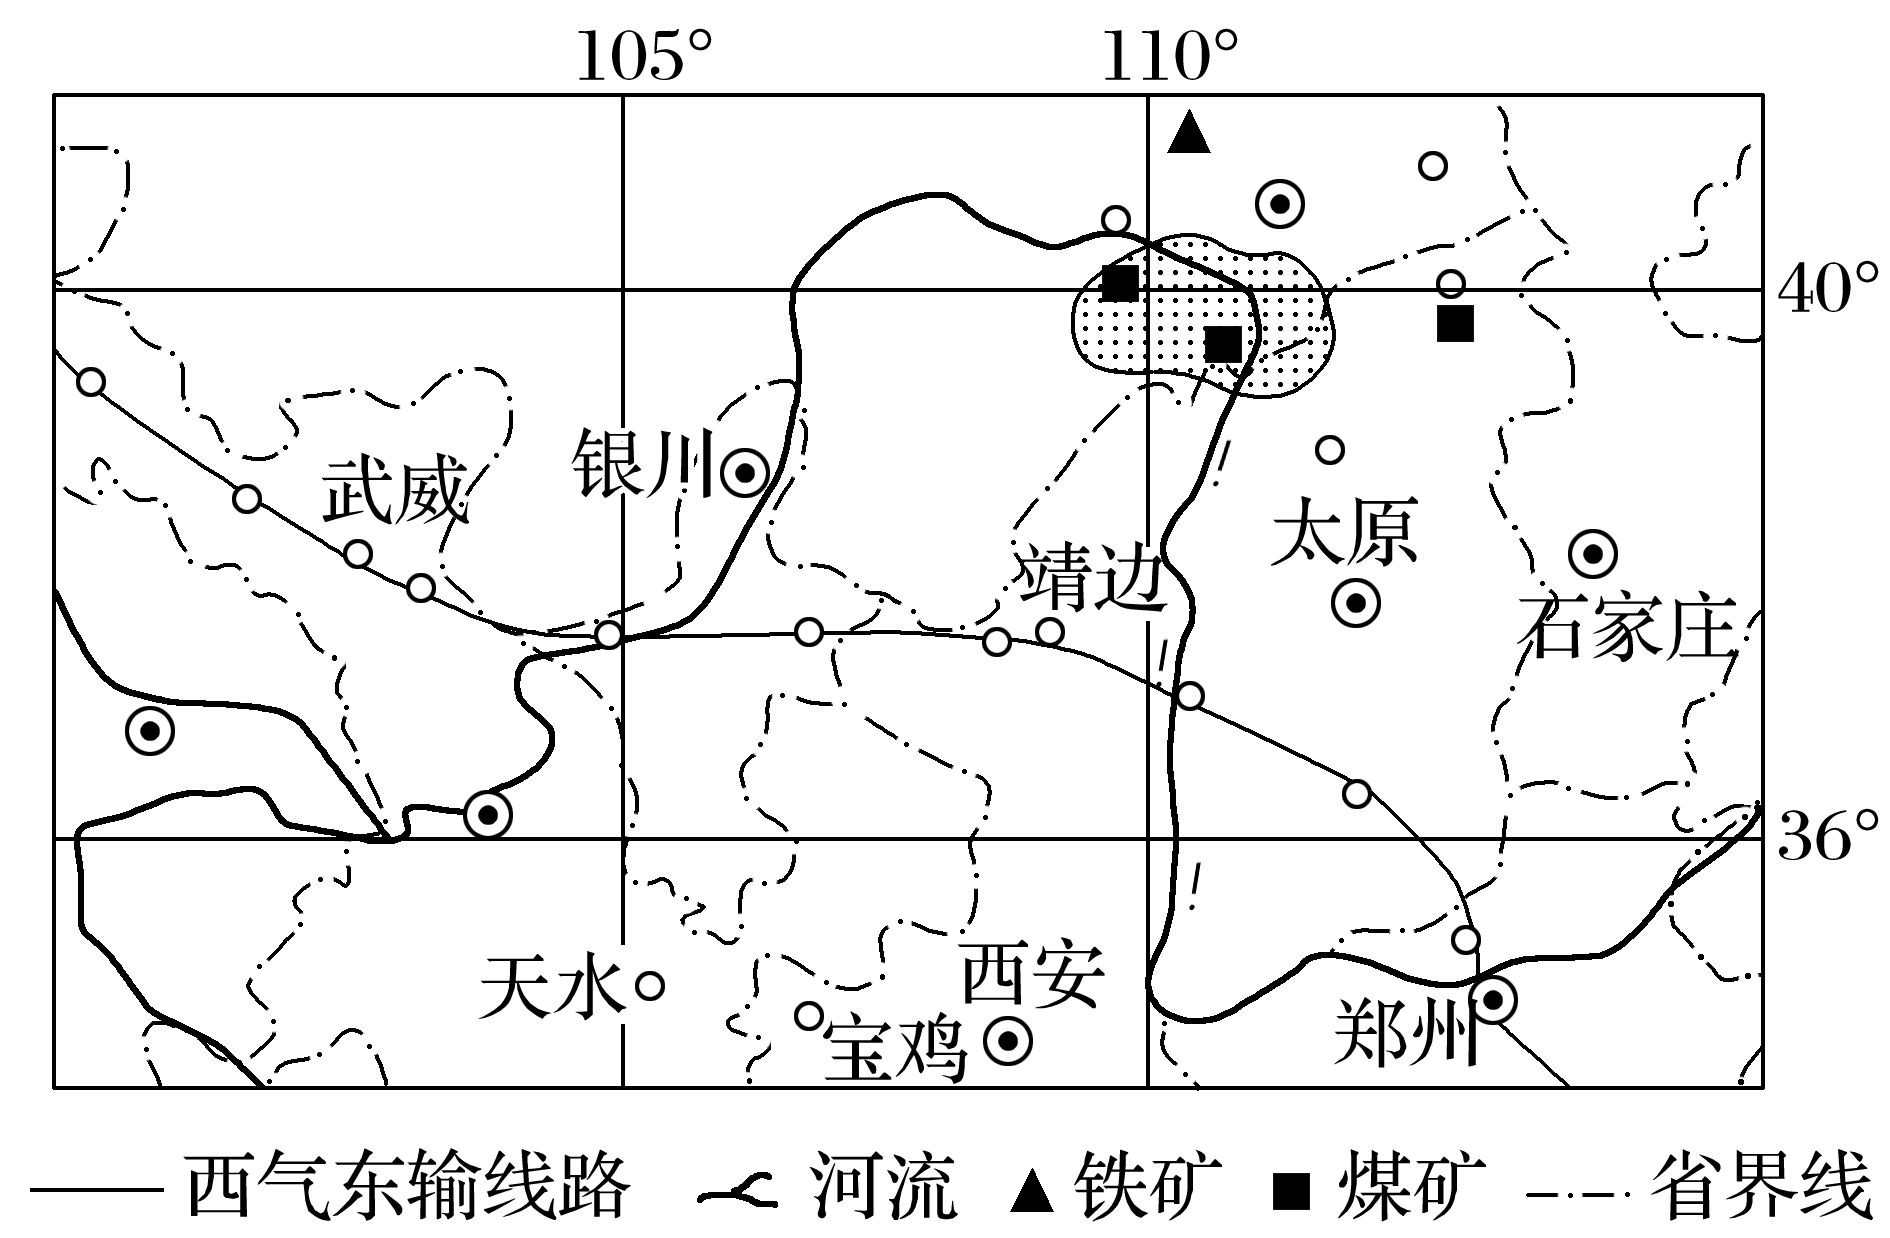 105° 110°
40°
武威
银川
太原
靖边
石家庄
36°
天水
西安
宝鸡
郑州
西气东输线路 河流 铁矿 煤矿 省界线